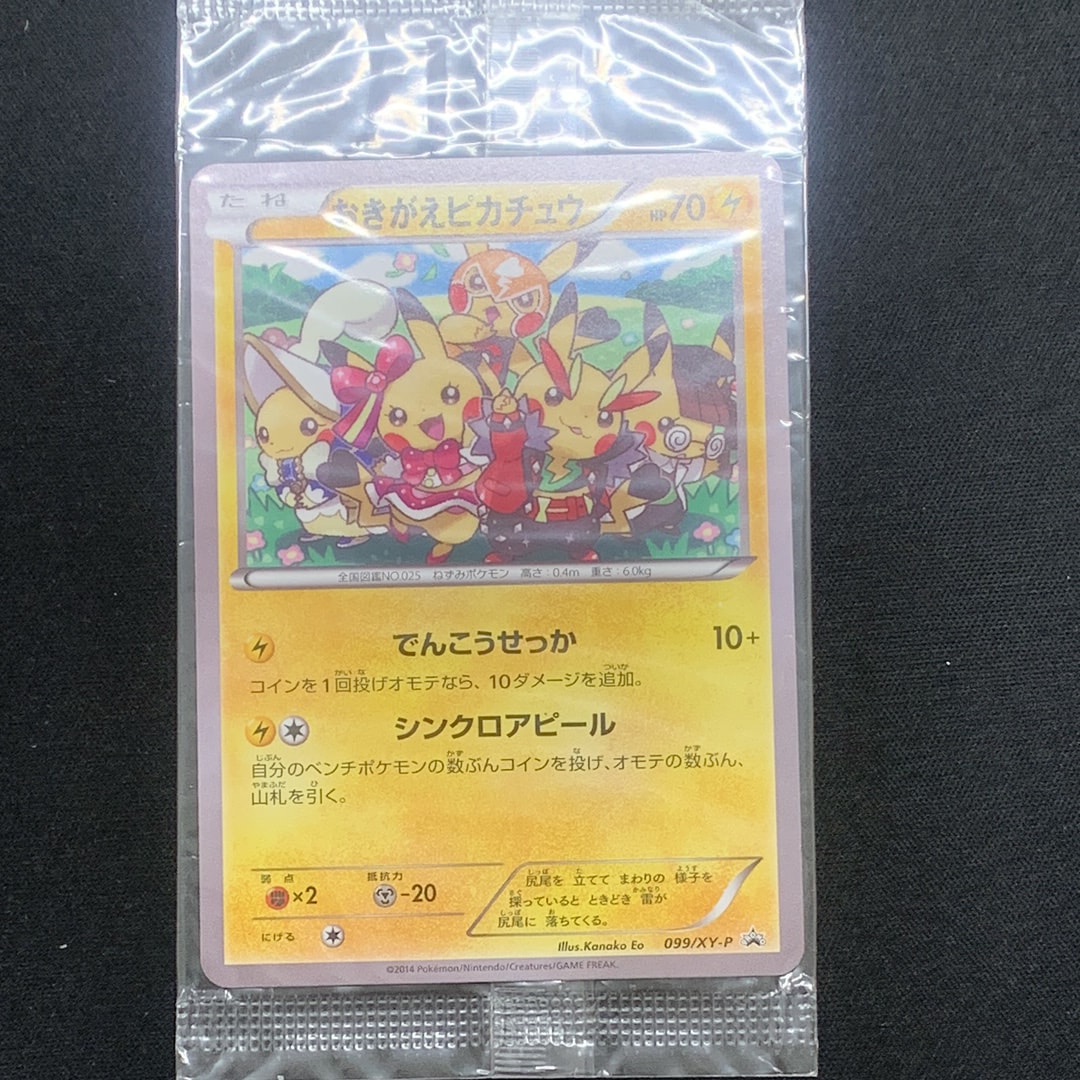 たね おきがえピカチュウ HP70
全国図鑑NO.025 ねずみポケモン 高さ：0.4m 重さ：6.0kg
でんこうせっか 10+
コインを1回投げオモテなら、10ダメージを追加。
シンクロアピール
自分のベンチポケモンの数ぶんコインを投げ、オモテの数ぶん、
山札を引く。
弱点 抵抗力
×2 −20
にげる
尻尾を 立てて まわりの 様子を
探っていると ときどき 雷が
尻尾に 落ちてくる。
Illus.Kanako Eo 099/XY-P
©2014 Pokémon/Nintendo/Creatures/GAME FREAK.